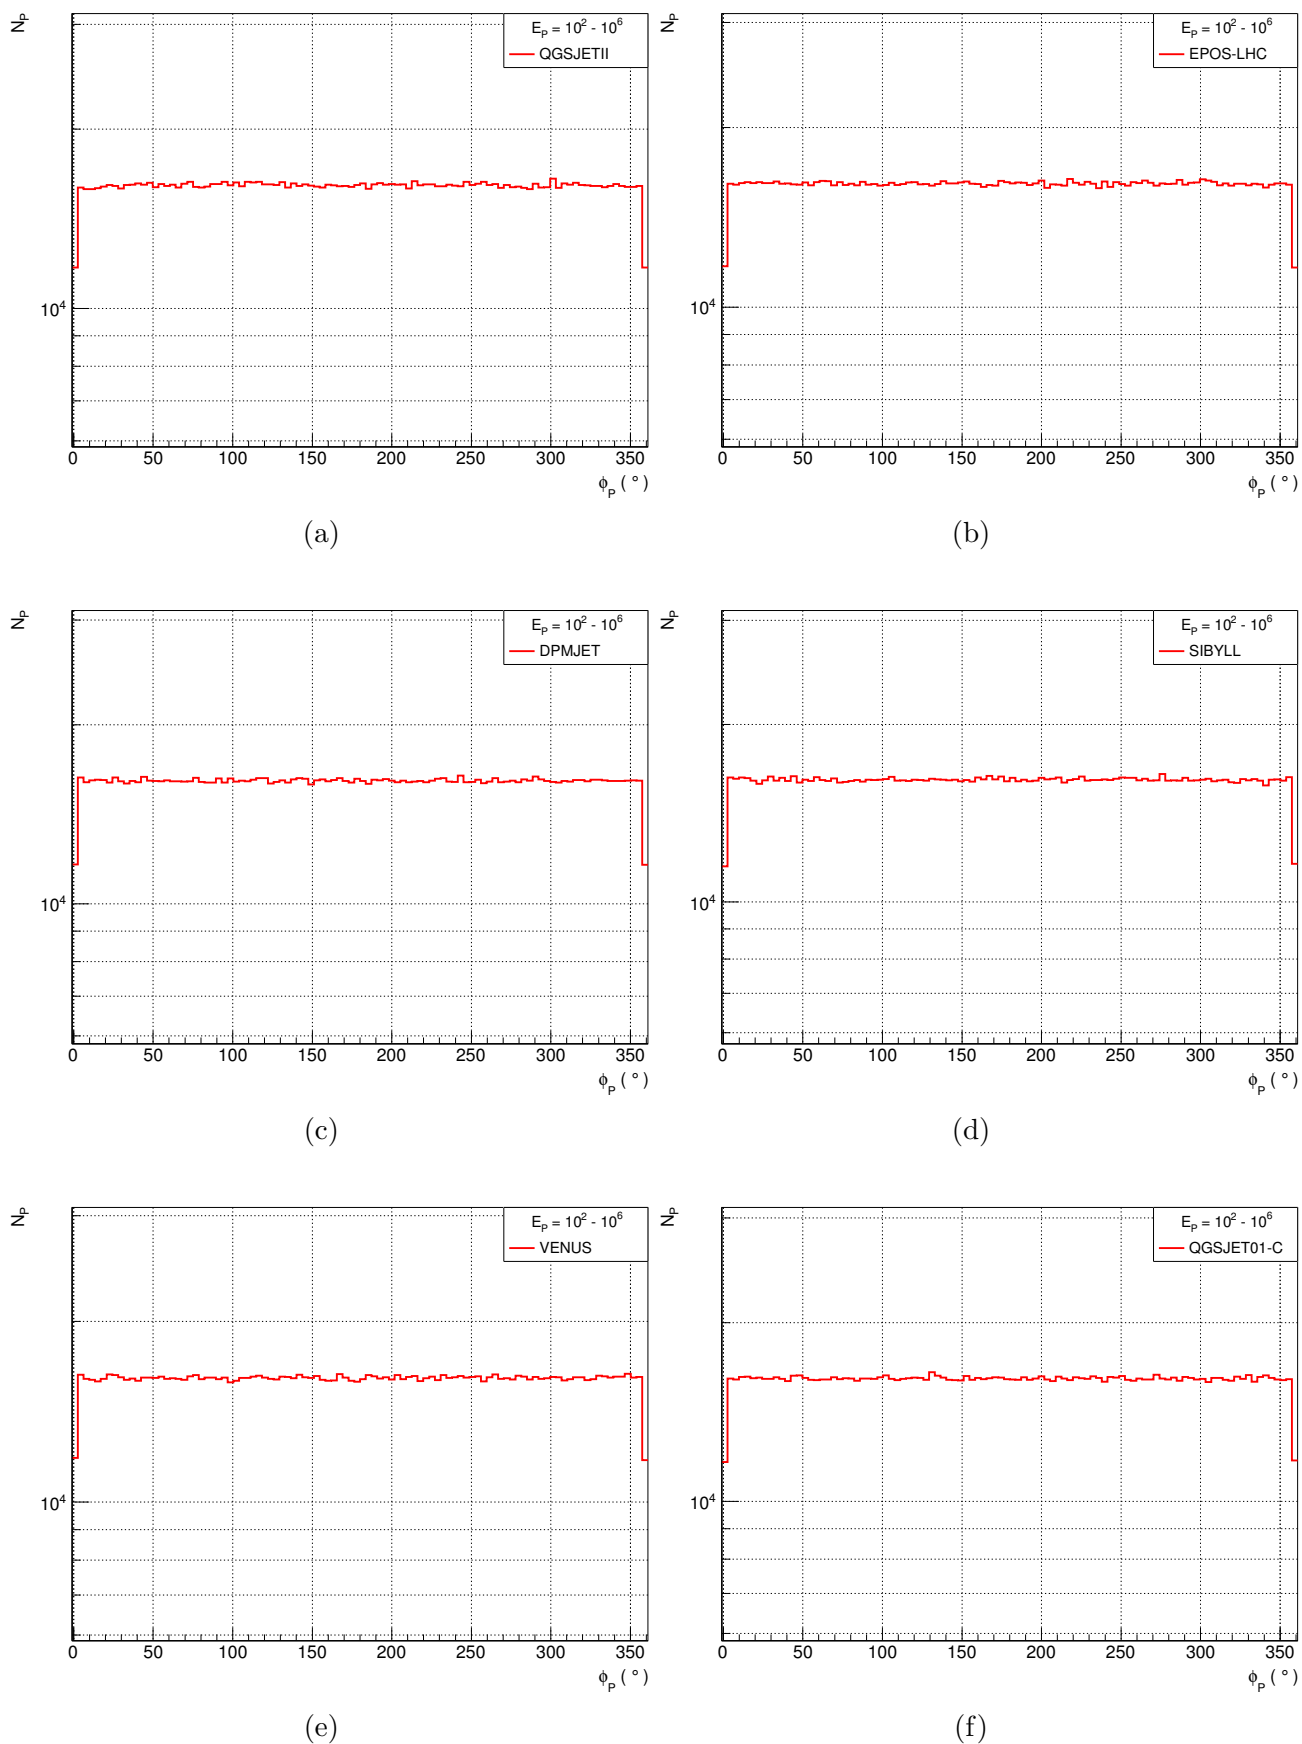 N_P
E_P = 10^2 - 10^6
QGSJETII
10^4
0 50 100 150 200 250 300 350
ϕ_P ( ° )
(a)
N_P
E_P = 10^2 - 10^6
EPOS-LHC
10^4
0 50 100 150 200 250 300 350
ϕ_P ( ° )
(b)
N_P
E_P = 10^2 - 10^6
DPMJET
10^4
0 50 100 150 200 250 300 350
ϕ_P ( ° )
(c)
N_P
E_P = 10^2 - 10^6
SIBYLL
10^4
0 50 100 150 200 250 300 350
ϕ_P ( ° )
(d)
N_P
E_P = 10^2 - 10^6
VENUS
10^4
0 50 100 150 200 250 300 350
ϕ_P ( ° )
(e)
N_P
E_P = 10^2 - 10^6
QGSJET01-C
10^4
0 50 100 150 200 250 300 350
ϕ_P ( ° )
(f)